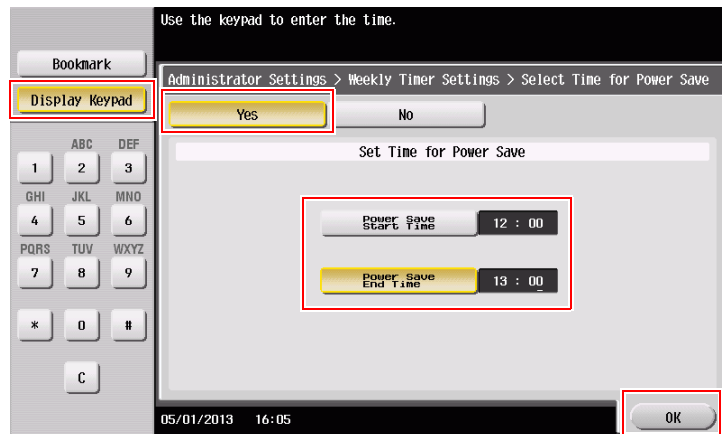 Use the keypad to enter the time.
Bookmark
Display Keypad
ABC DEF
1 2 3
GHI JKL MNO
4 5 6
PQRS TUV WXYZ
7 8 9
* 0 #
C
Administrator Settings > Weekly Timer Settings > Select Time for Power Save
Yes No
Set Time for Power Save
Power Save
Start Time
12 : 00
Power Save
End Time
13 : 00
05/01/2013 16:05
OK